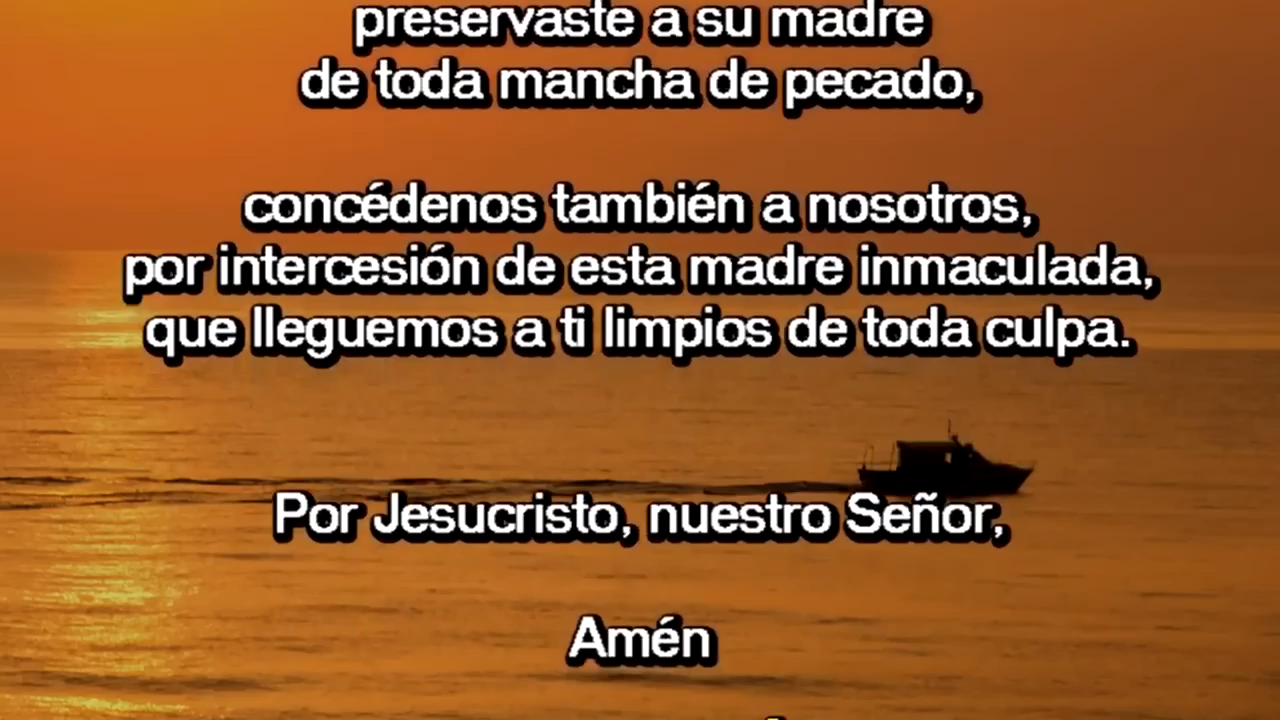 preservaste a su madre
de toda mancha de pecado,
concédenos también a nosotros,
por intercesión de esta madre inmaculada,
que lleguemos a ti limpios de toda culpa.
Por Jesucristo, nuestro Señor,
Amén